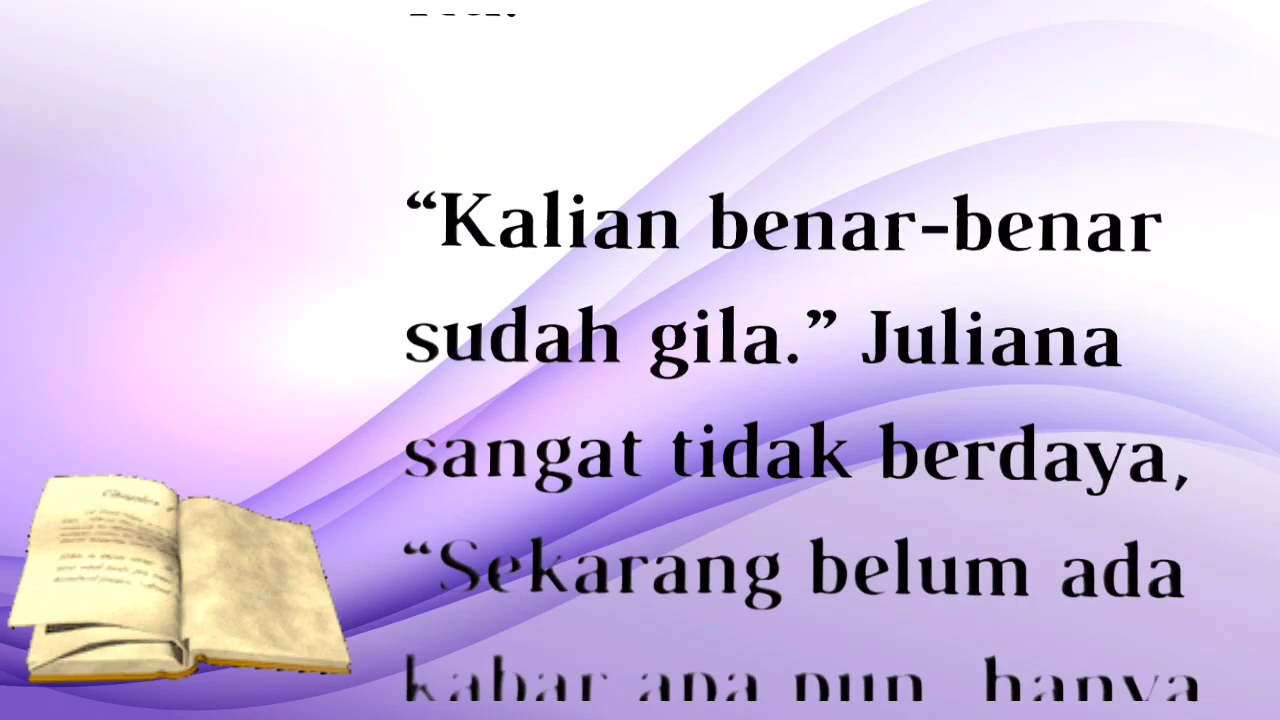 “Kalian benar-benar
sudah gila.” Juliana
sangat tidak berdaya,
“Sekarang belum ada
kabar apa pun hanya